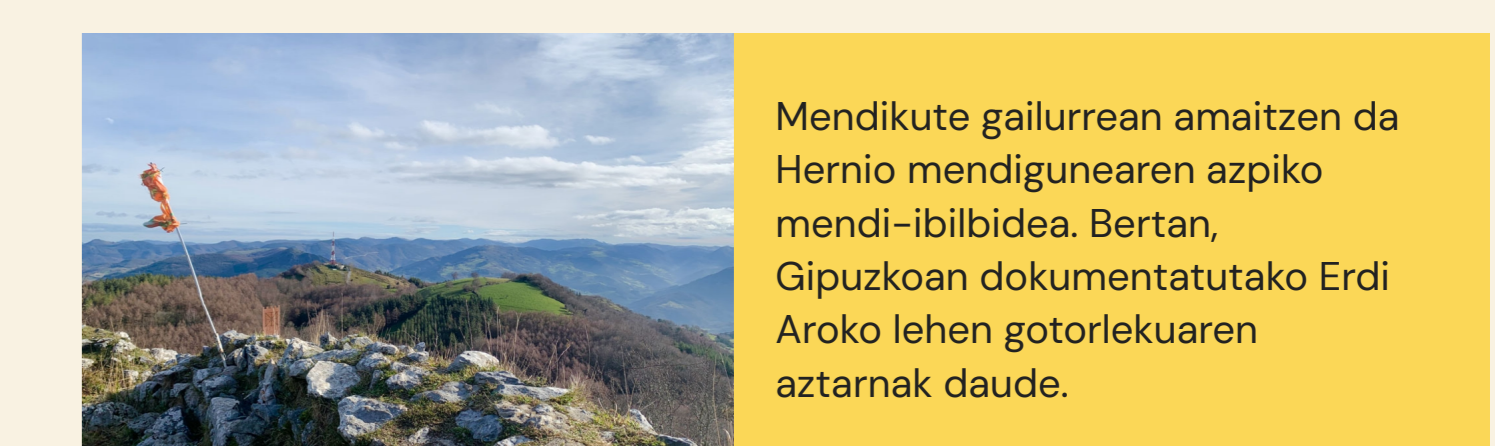 Mendikute gailurrean amaitzen da
Hernio mendigunearen azpiko
mendi-ibilbidea. Bertan,
Gipuzkoan dokumentatutako Erdi
Aroko lehen gotorlekuaren
aztarnak daude.